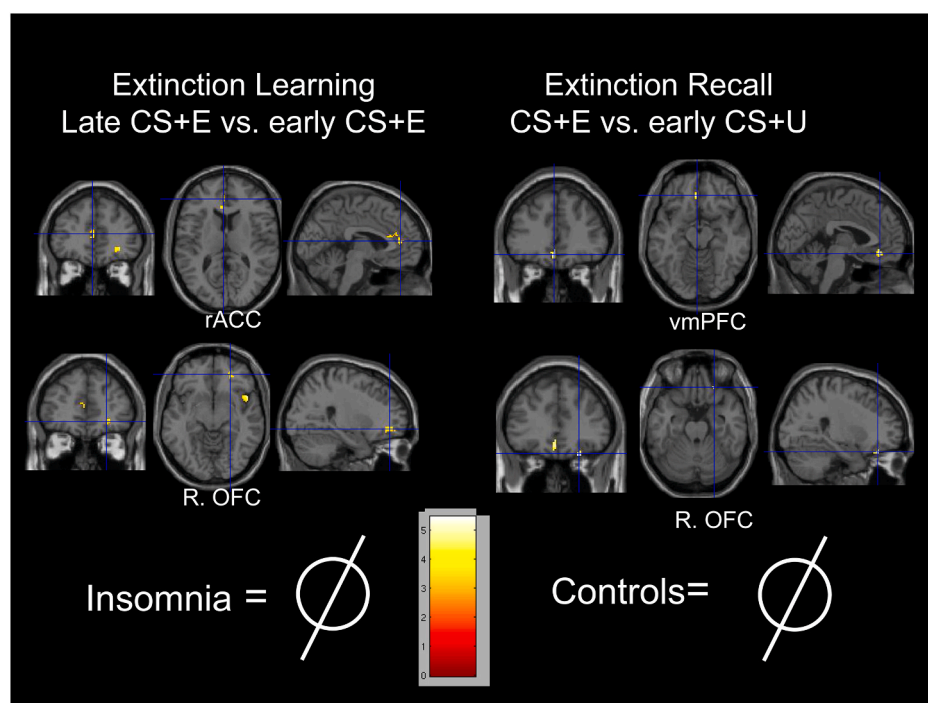 Extinction Learning
Late CS+E vs. early CS+E
rACC
R. OFC
Insomnia = Ø
Extinction Recall
CS+E vs. early CS+U
vmPFC
R. OFC
Controls= Ø
5
4
3
2
1
0